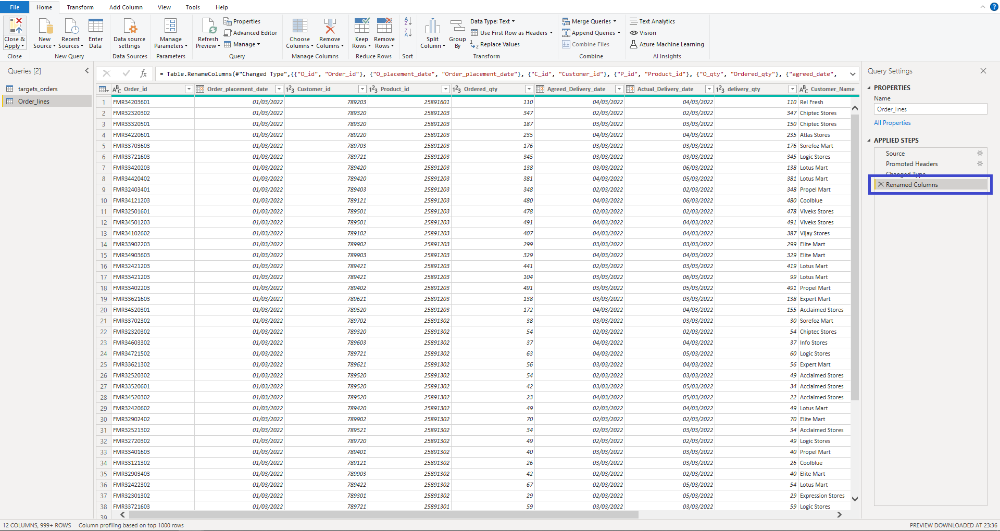 File Home Transform Add Column View Tools Help
Close & Apply
New Source
Recent Sources
Enter Data
Data source settings
Manage Parameters
Refresh Preview
Properties
Advanced Editor
Manage
Choose Columns
Remove Columns
Keep Rows
Remove Rows
Split Column
Group By
Data Type: Text
Use First Row as Headers
Replace Values
Merge Queries
Append Queries
Combine Files
Text Analytics
Vision
Azure Machine Learning
Close New Query Data Sources Parameters Query Manage Columns Reduce Rows Sort Transform Combine AI Insights
Queries [2]
targets_orders
Order_lines
fx = Table.RenameColumns(#"Changed Type",{{"O_id", "Order_id"}, {"O_placement_date", "Order_placement_date"}, {"C_id", "Customer_id"}, {"P_id", "Product_id"}, {"O_qty", "Ordered_qty"}, {"agreed_date",
Order_id Order_placement_date Customer_id Product_id Ordered_qty Agreed_Delivery_date Actual_Delivery_date delivery_qty Customer_Name
1 FMR34203601 01/03/2022 789203 25891601 110 04/03/2022 04/03/2022 110 Rel Fresh
2 FMR32320302 01/03/2022 789320 25891203 347 02/03/2022 02/03/2022 347 Chiptec Stores
3 FMR33320501 01/03/2022 789320 25891203 187 03/03/2022 03/03/2022 150 Chiptec Stores
4 FMR34220601 01/03/2022 789220 25891203 235 04/03/2022 04/03/2022 235 Atlas Stores
5 FMR33703603 01/03/2022 789703 25891203 176 03/03/2022 03/03/2022 176 Sorefoz Mart
6 FMR33721603 01/03/2022 789721 25891203 345 03/03/2022 03/03/2022 345 Logic Stores
7 FMR33420203 01/03/2022 789420 25891203 138 03/03/2022 06/03/2022 138 Lotus Mart
8 FMR34420402 01/03/2022 789420 25891203 381 04/03/2022 05/03/2022 381 Lotus Mart
9 FMR32403401 01/03/2022 789403 25891203 348 02/03/2022 02/03/2022 348 Propel Mart
10 FMR34121203 01/03/2022 789121 25891203 480 04/03/2022 06/03/2022 480 Coolblue
11 FMR32501601 01/03/2022 789501 25891203 478 02/03/2022 02/03/2022 478 Viveks Stores
12 FMR34501203 01/03/2022 789501 25891203 491 04/03/2022 04/03/2022 491 Viveks Stores
13 FMR34102602 01/03/2022 789102 25891203 407 04/03/2022 04/03/2022 387 Vijay Stores
14 FMR33902203 01/03/2022 789902 25891203 299 03/03/2022 03/03/2022 299 Elite Mart
15 FMR34903603 01/03/2022 789903 25891203 329 04/03/2022 04/03/2022 329 Elite Mart
16 FMR32421203 01/03/2022 789421 25891203 441 02/03/2022 03/03/2022 419 Lotus Mart
17 FMR33421203 01/03/2022 789421 25891203 104 03/03/2022 06/03/2022 99 Lotus Mart
18 FMR33402203 01/03/2022 789402 25891203 491 03/03/2022 05/03/2022 491 Propel Mart
19 FMR33621603 01/03/2022 789621 25891203 138 03/03/2022 03/03/2022 138 Expert Mart
20 FMR34520301 01/03/2022 789520 25891203 172 04/03/2022 04/03/2022 155 Acclaimed Stores
21 FMR33702302 01/03/2022 789702 25891302 38 03/03/2022 03/03/2022 30 Sorefoz Mart
22 FMR32320302 01/03/2022 789320 25891302 54 02/03/2022 02/03/2022 54 Chiptec Stores
23 FMR34603302 01/03/2022 789603 25891302 37 04/03/2022 04/03/2022 37 Info Stores
24 FMR34721502 01/03/2022 789721 25891302 63 04/03/2022 05/03/2022 60 Logic Stores
25 FMR33621302 01/03/2022 789621 25891302 56 03/03/2022 04/03/2022 56 Expert Mart
26 FMR32520302 01/03/2022 789520 25891302 54 02/03/2022 03/03/2022 49 Acclaimed Stores
27 FMR33520601 01/03/2022 789520 25891302 42 03/03/2022 05/03/2022 34 Acclaimed Stores
28 FMR34520302 01/03/2022 789520 25891302 23 04/03/2022 05/03/2022 22 Acclaimed Stores
29 FMR32420602 01/03/2022 789420 25891302 49 02/03/2022 04/03/2022 49 Lotus Mart
30 FMR32902402 01/03/2022 789902 25891302 70 02/03/2022 02/03/2022 70 Elite Mart
31 FMR32521302 01/03/2022 789521 25891302 34 02/03/2022 03/03/2022 34 Acclaimed Stores
32 FMR32720302 01/03/2022 789720 25891302 49 02/03/2022 02/03/2022 49 Logic Stores
33 FMR33401603 01/03/2022 789401 25891302 40 03/03/2022 03/03/2022 40 Propel Mart
34 FMR33121302 01/03/2022 789121 25891302 26 03/03/2022 03/03/2022 26 Coolblue
35 FMR32903403 01/03/2022 789903 25891302 42 02/03/2022 02/03/2022 40 Elite Mart
36 FMR32422302 01/03/2022 789422 25891302 67 02/03/2022 05/03/2022 54 Lotus Mart
37 FMR32301302 01/03/2022 789301 25891302 29 02/03/2022 05/03/2022 29 Expression Stores
38 FMR33721603 01/03/2022 789721 25891301 59 03/03/2022 03/03/2022 59 Logic Stores
39
Query Settings
PROPERTIES
Name
Order_lines
All Properties
APPLIED STEPS
Source
Promoted Headers
Changed Type
Renamed Columns
12 COLUMNS, 999+ ROWS Column profiling based on top 1000 rows
PREVIEW DOWNLOADED AT 23:36